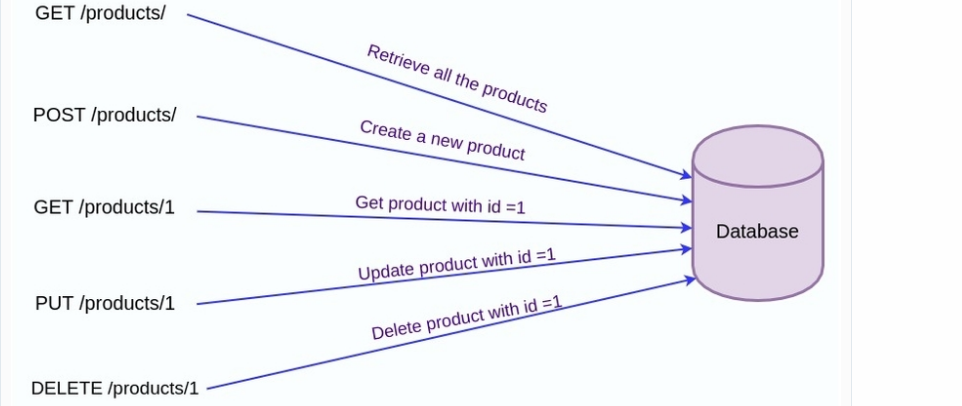 GET /products/
Retrieve all the products
POST /products/
Create a new product
GET /products/1
Get product with id =1
Database
PUT /products/1
Update product with id =1
DELETE /products/1
Delete product with id =1